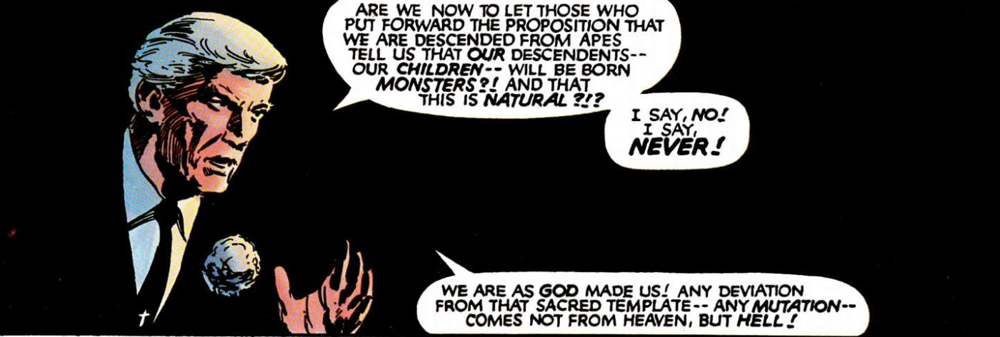 ARE WE NOW TO LET THOSE WHO
PUT FORWARD THE PROPOSITION THAT
WE ARE DESCENDED FROM APES
TELL US THAT OUR DESCENDENTS--
OUR CHILDREN-- WILL BE BORN
MONSTERS?! AND THAT
THIS IS NATURAL?!?
I SAY, NO!
I SAY,
NEVER!
WE ARE AS GOD MADE US! ANY DEVIATION
FROM THAT SACRED TEMPLATE-- ANY MUTATION--
COMES NOT FROM HEAVEN, BUT HELL!